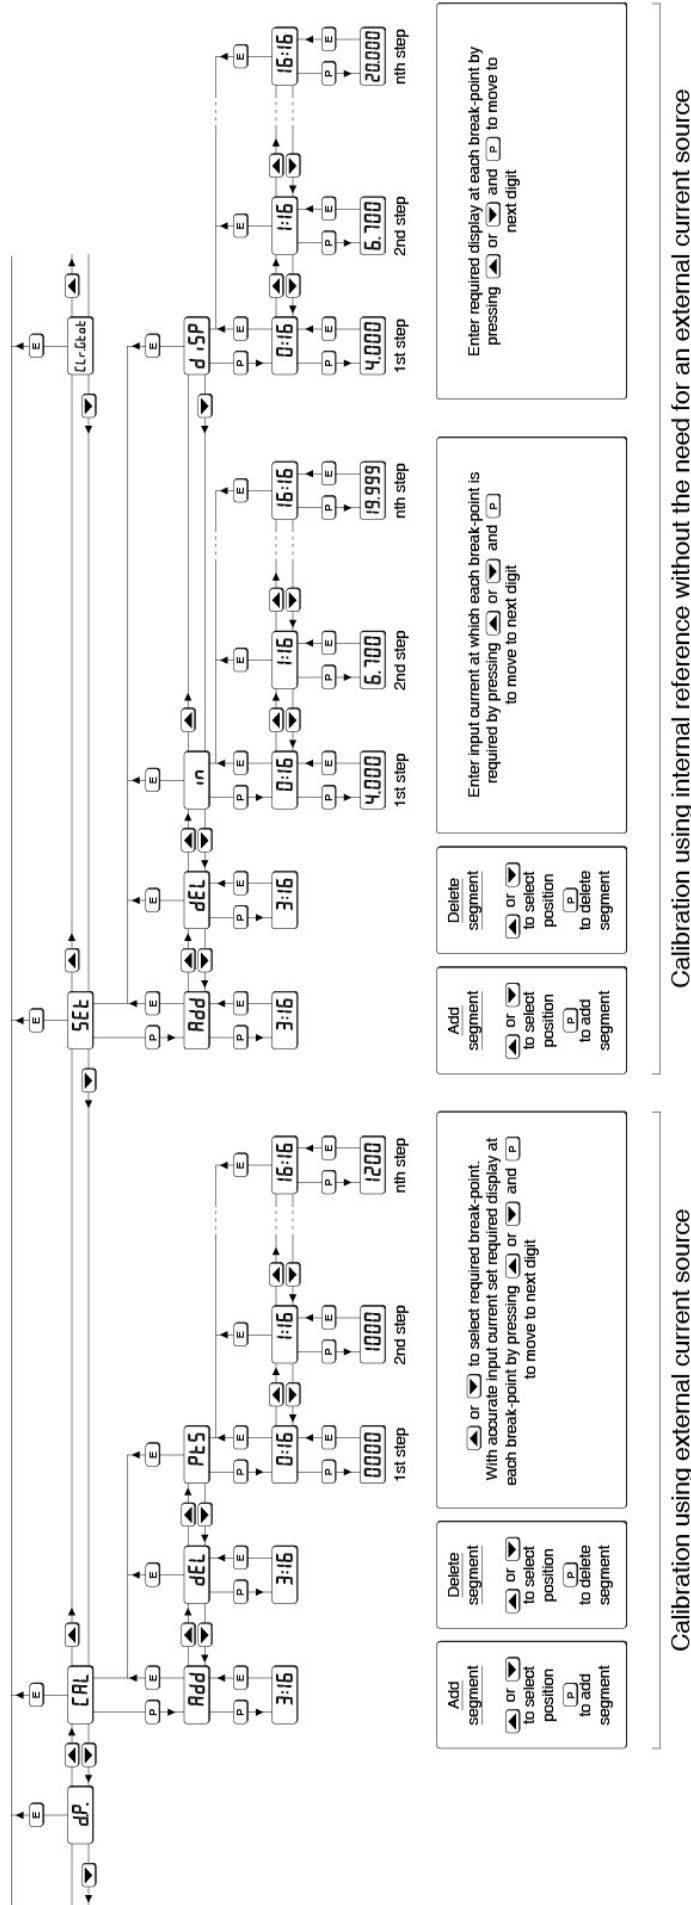 E E E E
d.P. CAL SEt CLr.Gtot
P E E E P E E E E
Add dEL PtS Add dEL in diSP
P E P E P E E E P E P E P E E E P E E E
3:16 3:16 0:16 1:16 16:16 3:16 3:16 0:16 1:16 16:16 0:16 1:16 16:16
P E P E P E P E P E P E P E P E P E
0000 1000 1200 4.000 6.700 19.999 4.000 6.700 20.000
1st step 2nd step nth step 1st step 2nd step nth step 1st step 2nd step nth step
Add
segment
▲ or ▼
to select
position
P
to add
segment
Delete
segment
▲ or ▼
to select
position
P
to delete
segment
▲ or ▼ to select required break-point.
With accurate input current set required display at
each break-point by pressing ▲ or ▼ and P
to move to next digit
Add
segment
▲ or ▼
to select
position
P
to add
segment
Delete
segment
▲ or ▼
to select
position
P
to delete
segment
Enter input current at which each break-point is
required by pressing ▲ or ▼ and P
to move to next digit
Enter required display at each break-point by
pressing ▲ or ▼ and P to move to
next digit
Calibration using external current source
Calibration using internal reference without the need for an external current source